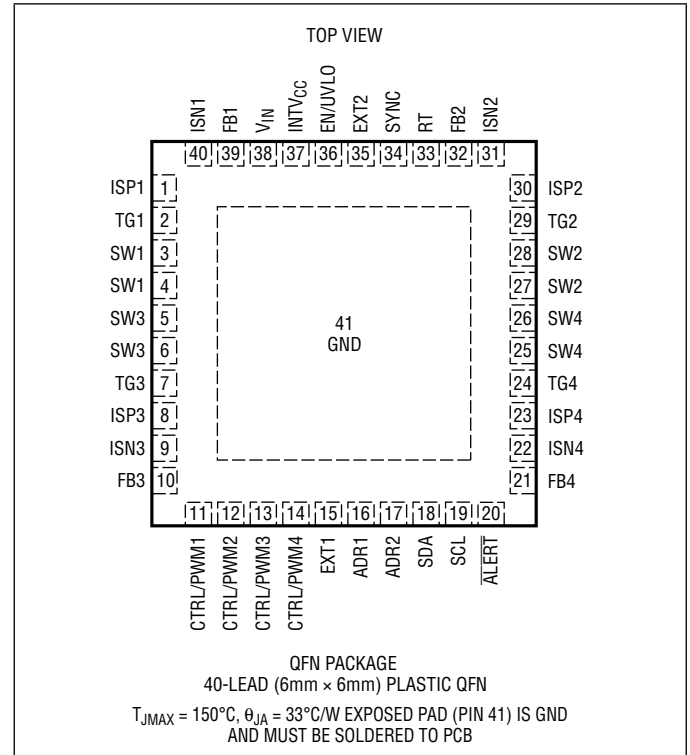 TOP VIEW
ISN1 FB1 VIN INTVCC EN/UVLO EXT2 SYNC RT FB2 ISN2
40 39 38 37 36 35 34 33 32 31
ISP1 1 30 ISP2
TG1 2 29 TG2
SW1 3 28 SW2
SW1 4 27 SW2
SW3 5 26 SW4
SW3 6 25 SW4
TG3 7 24 TG4
ISP3 8 23 ISP4
ISN3 9 22 ISN4
FB3 10 21 FB4
41
GND
11 12 13 14 15 16 17 18 19 20
CTRL/PWM1 CTRL/PWM2 CTRL/PWM3 CTRL/PWM4 EXT1 ADR1 ADR2 SDA SCL ALERT
QFN PACKAGE
40-LEAD (6mm × 6mm) PLASTIC QFN
TJMAX = 150°C, θJA = 33°C/W EXPOSED PAD (PIN 41) IS GND
AND MUST BE SOLDERED TO PCB